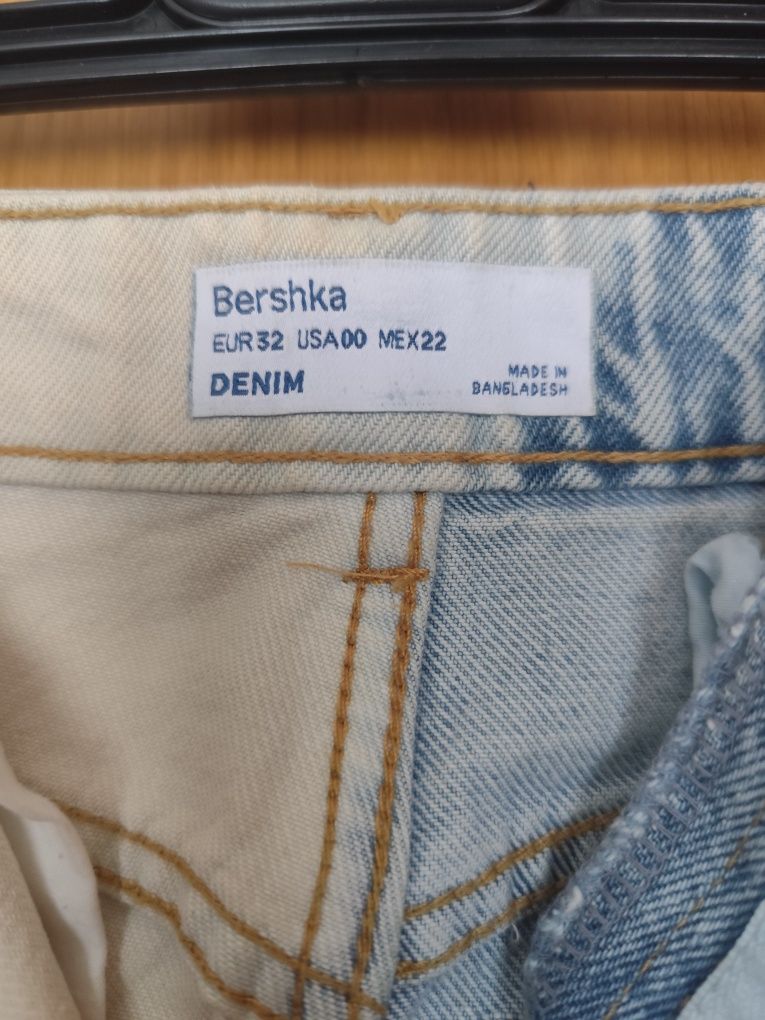 Bershka
EUR32 USA00 MEX22
DENIM
MADE IN
BANGLADESH